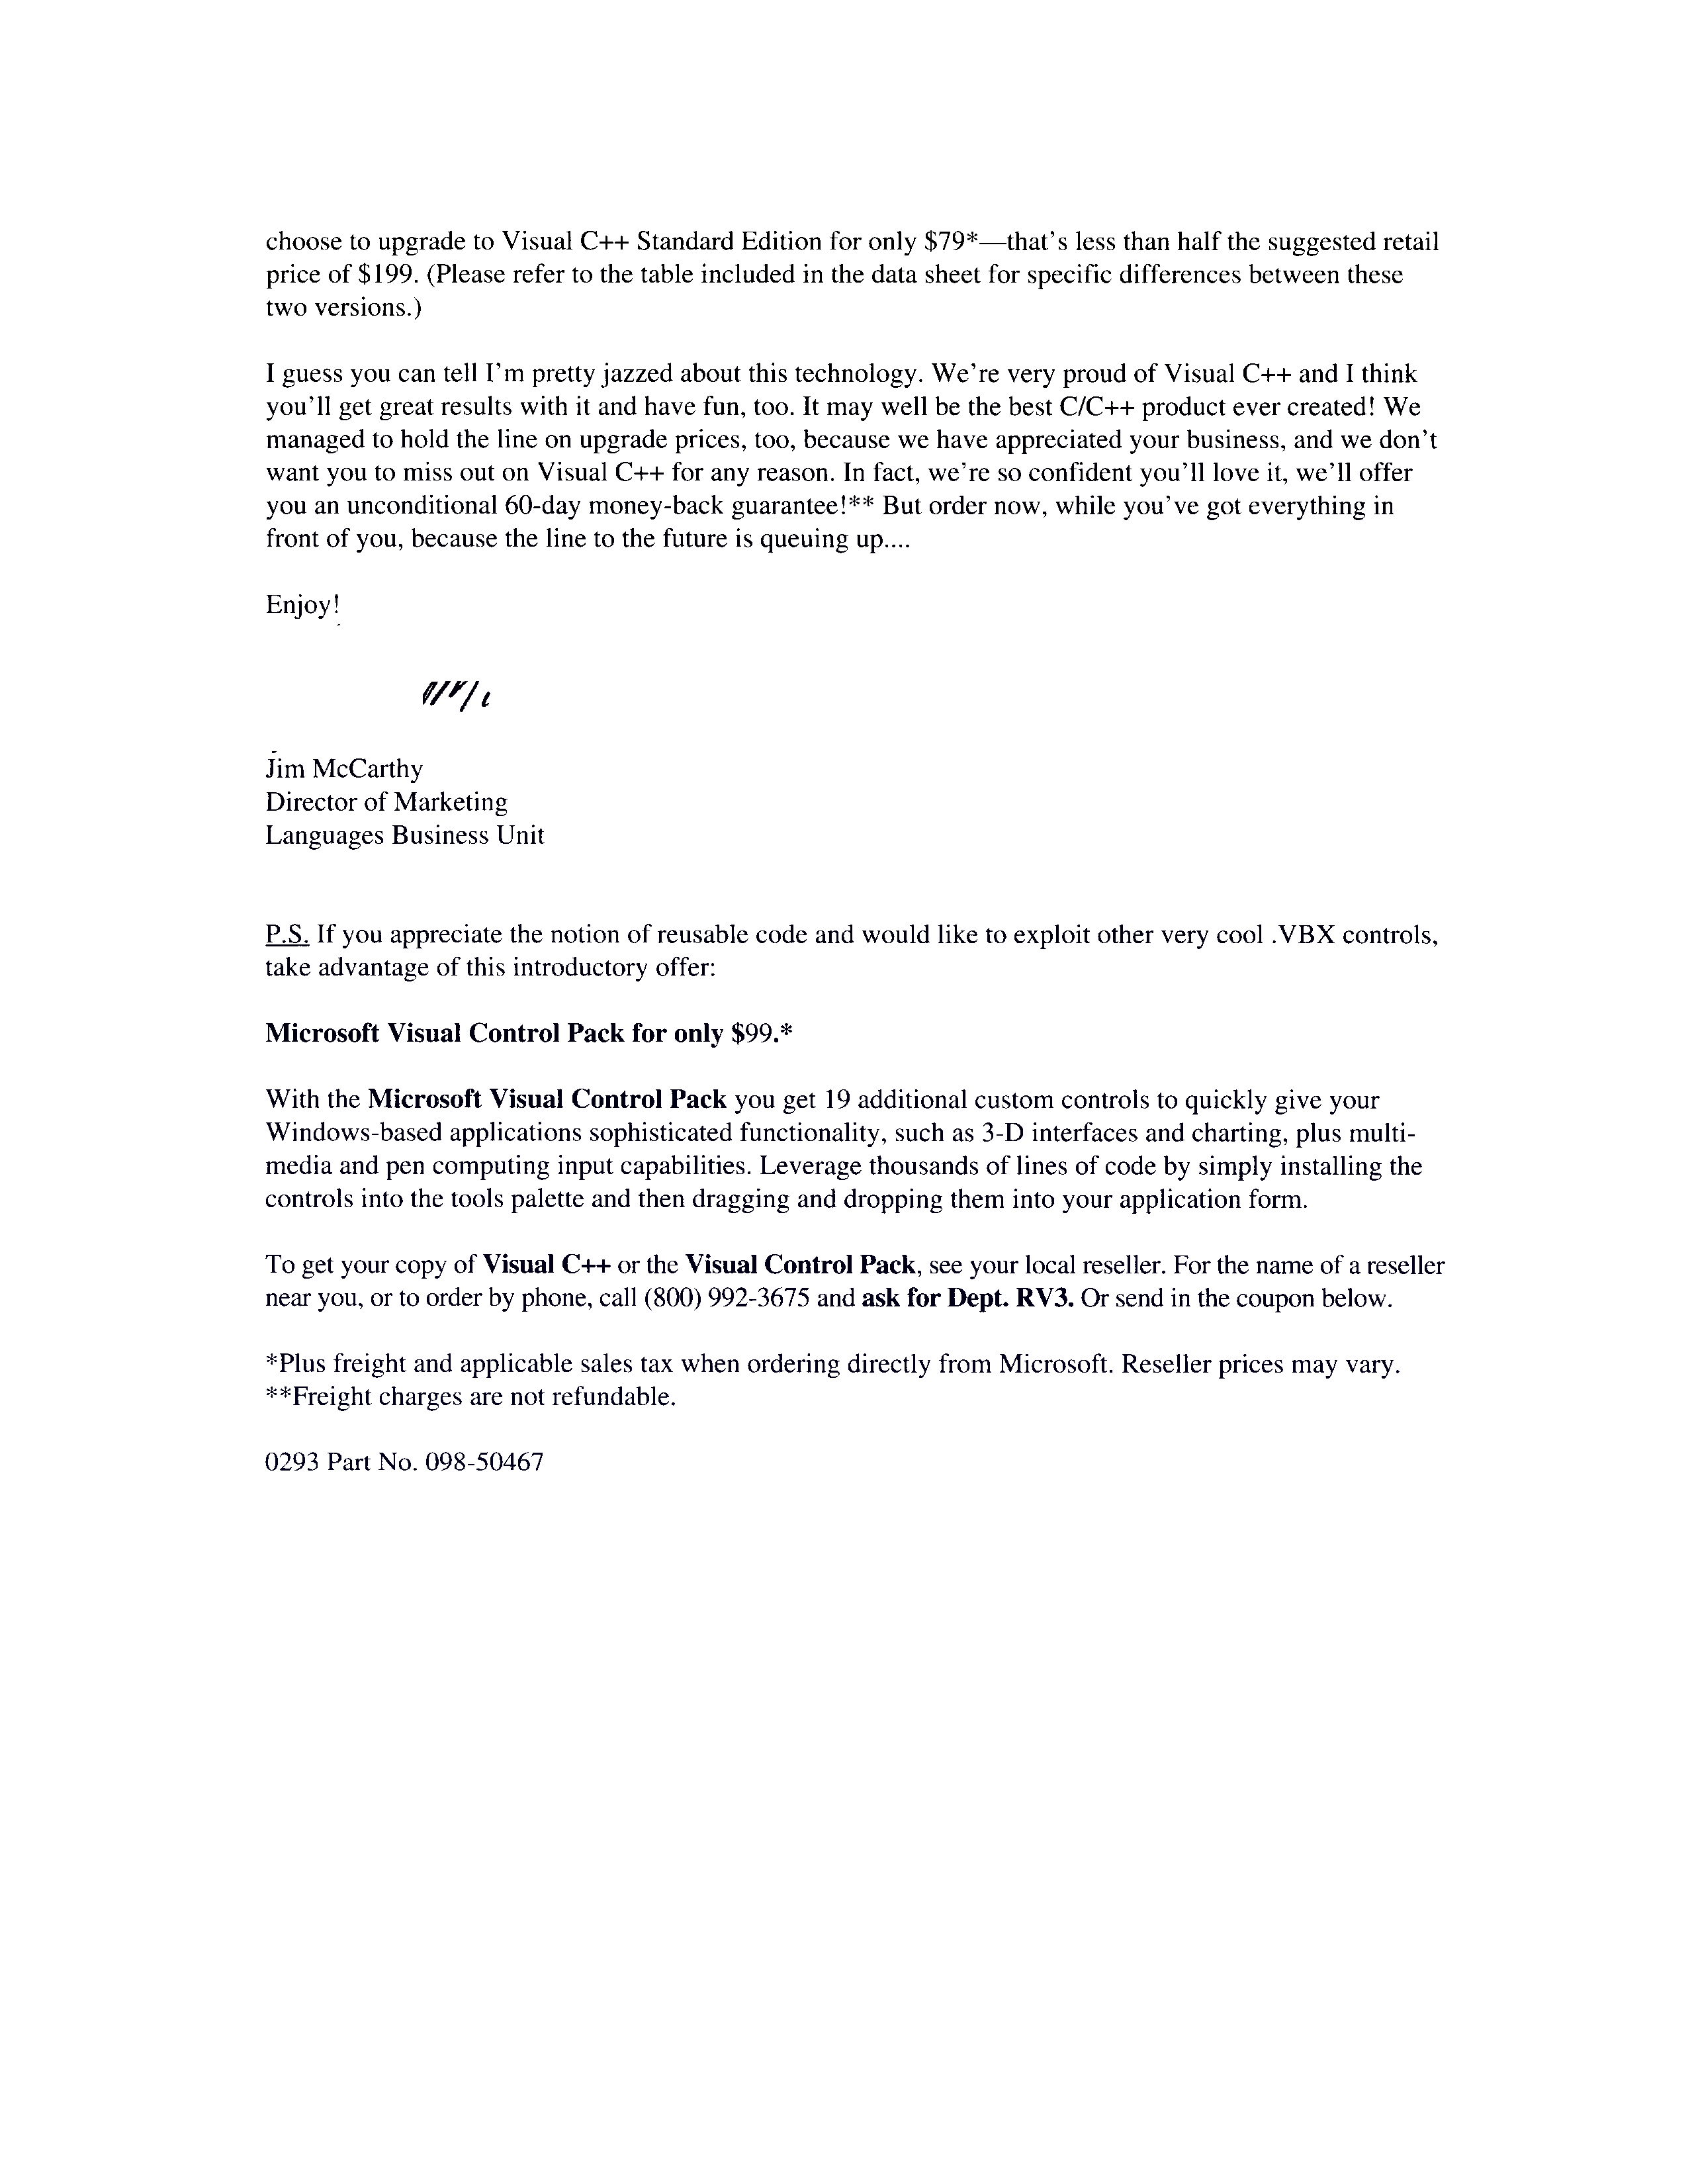 choose to upgrade to Visual C++ Standard Edition for only $79*—that's less than half the suggested retail
price of $199. (Please refer to the table included in the data sheet for specific differences between these
two versions.)
I guess you can tell I'm pretty jazzed about this technology. We're very proud of Visual C++ and I think
you'll get great results with it and have fun, too. It may well be the best C/C++ product ever created! We
managed to hold the line on upgrade prices, too, because we have appreciated your business, and we don't
want you to miss out on Visual C++ for any reason. In fact, we're so confident you'll love it, we'll offer
you an unconditional 60-day money-back guarantee!** But order now, while you've got everything in
front of you, because the line to the future is queuing up....
Enjoy!
Jim McCarthy
Director of Marketing
Languages Business Unit
P.S. If you appreciate the notion of reusable code and would like to exploit other very cool .VBX controls,
take advantage of this introductory offer:
Microsoft Visual Control Pack for only $99.*
With the Microsoft Visual Control Pack you get 19 additional custom controls to quickly give your
Windows-based applications sophisticated functionality, such as 3-D interfaces and charting, plus multi-
media and pen computing input capabilities. Leverage thousands of lines of code by simply installing the
controls into the tools palette and then dragging and dropping them into your application form.
To get your copy of Visual C++ or the Visual Control Pack, see your local reseller. For the name of a reseller
near you, or to order by phone, call (800) 992-3675 and ask for Dept. RV3. Or send in the coupon below.
*Plus freight and applicable sales tax when ordering directly from Microsoft. Reseller prices may vary.
**Freight charges are not refundable.
0293 Part No. 098-50467